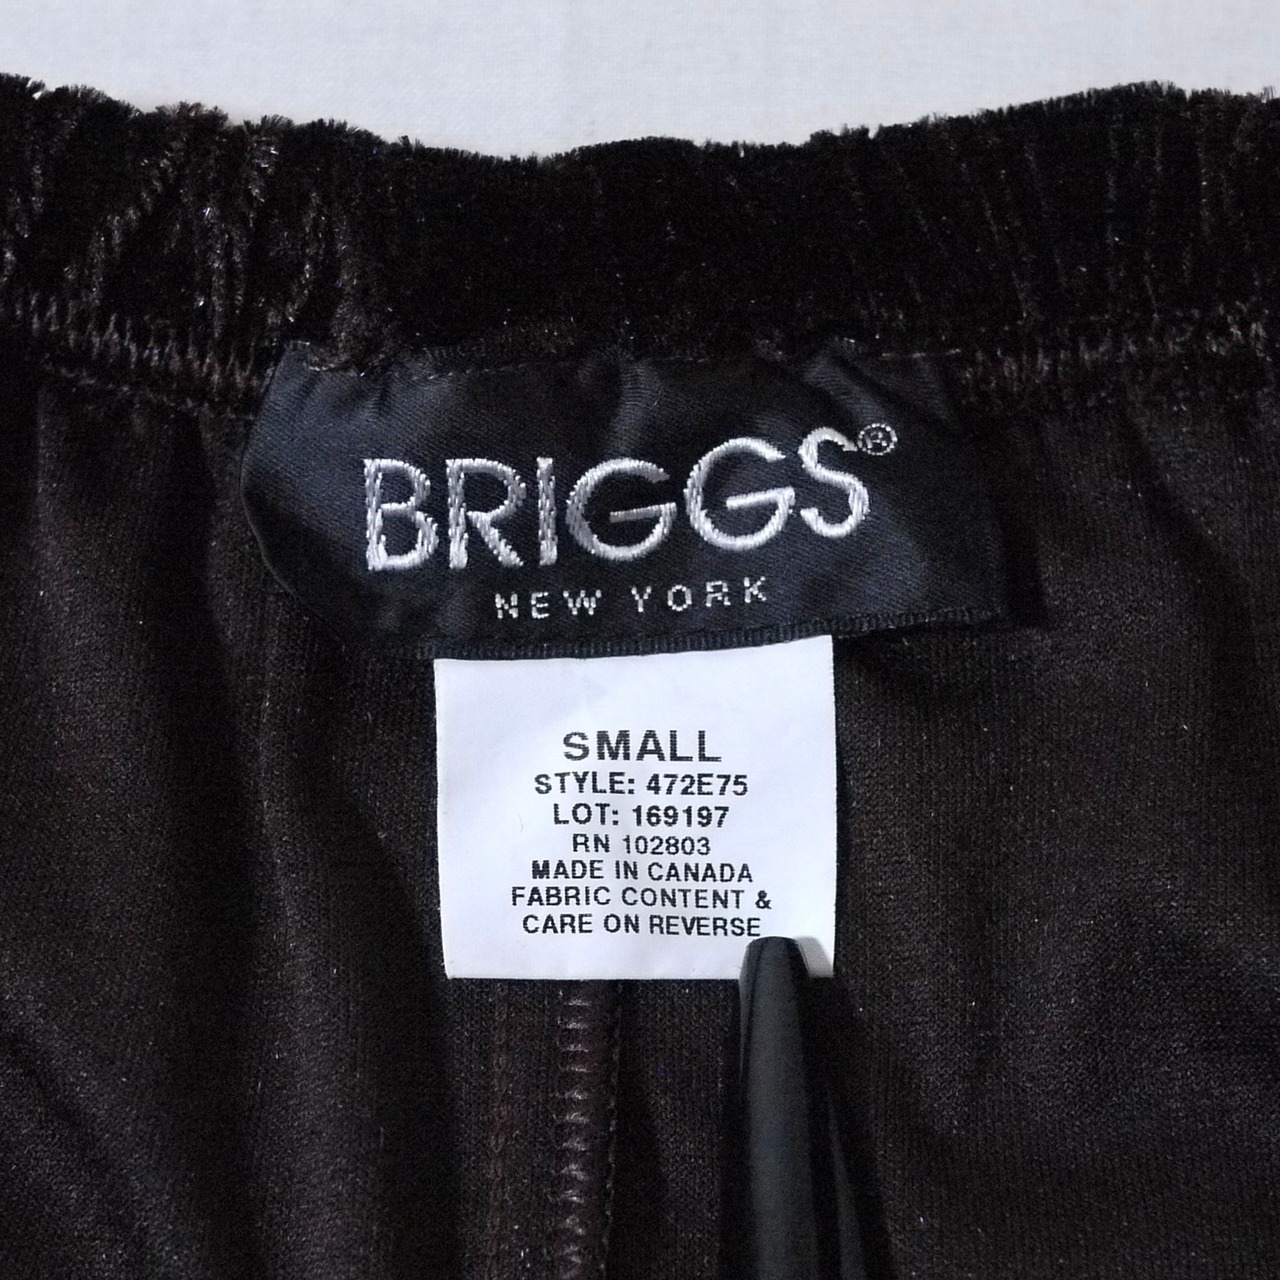 BRIGGS®
NEW YORK
SMALL
STYLE: 472E75
LOT: 169197
RN 102803
MADE IN CANADA
FABRIC CONTENT &
CARE ON REVERSE